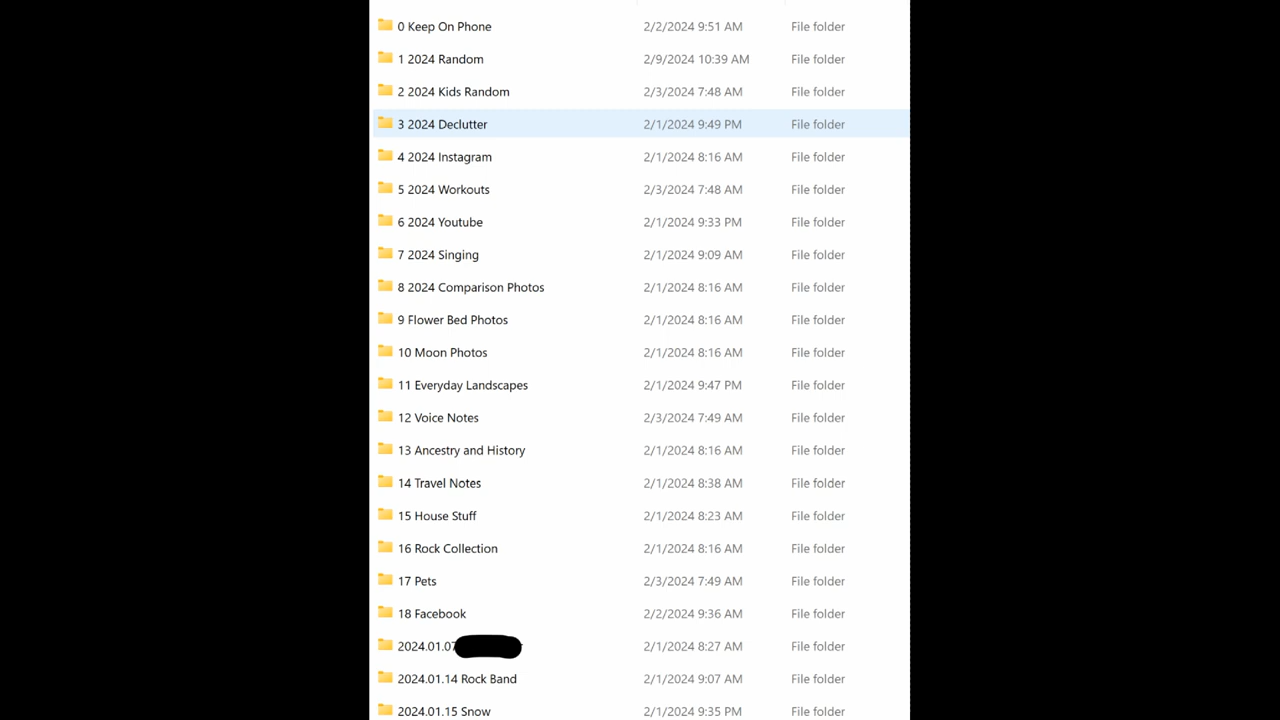 0 Keep On Phone 2/2/2024 9:51 AM File folder
1 2024 Random 2/9/2024 10:39 AM File folder
2 2024 Kids Random 2/3/2024 7:48 AM File folder
3 2024 Declutter 2/1/2024 9:49 PM File folder
4 2024 Instagram 2/1/2024 8:16 AM File folder
5 2024 Workouts 2/3/2024 7:48 AM File folder
6 2024 Youtube 2/1/2024 9:33 PM File folder
7 2024 Singing 2/1/2024 9:09 AM File folder
8 2024 Comparison Photos 2/1/2024 8:16 AM File folder
9 Flower Bed Photos 2/1/2024 8:16 AM File folder
10 Moon Photos 2/1/2024 8:16 AM File folder
11 Everyday Landscapes 2/1/2024 9:47 PM File folder
12 Voice Notes 2/3/2024 7:49 AM File folder
13 Ancestry and History 2/1/2024 8:16 AM File folder
14 Travel Notes 2/1/2024 8:38 AM File folder
15 House Stuff 2/1/2024 8:23 AM File folder
16 Rock Collection 2/1/2024 8:16 AM File folder
17 Pets 2/3/2024 7:49 AM File folder
18 Facebook 2/2/2024 9:36 AM File folder
2024.01.07 2/1/2024 8:27 AM File folder
2024.01.14 Rock Band 2/1/2024 9:07 AM File folder
2024.01.15 Snow 2/1/2024 9:35 PM File folder